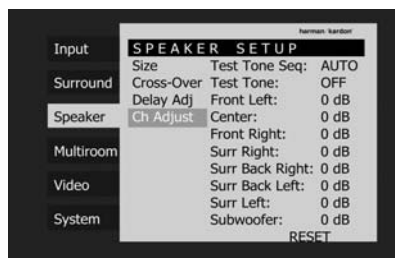 harman/kardon
Input
Surround
Speaker
Multiroom
Video
System
SPEAKER SETUP
Size
Cross-Over
Delay Adj
Ch Adjust
Test Tone Seq: AUTO
Test Tone: OFF
Front Left: 0 dB
Center: 0 dB
Front Right: 0 dB
Surr Right: 0 dB
Surr Back Right: 0 dB
Surr Back Left: 0 dB
Surr Left: 0 dB
Subwoofer: 0 dB
RESET